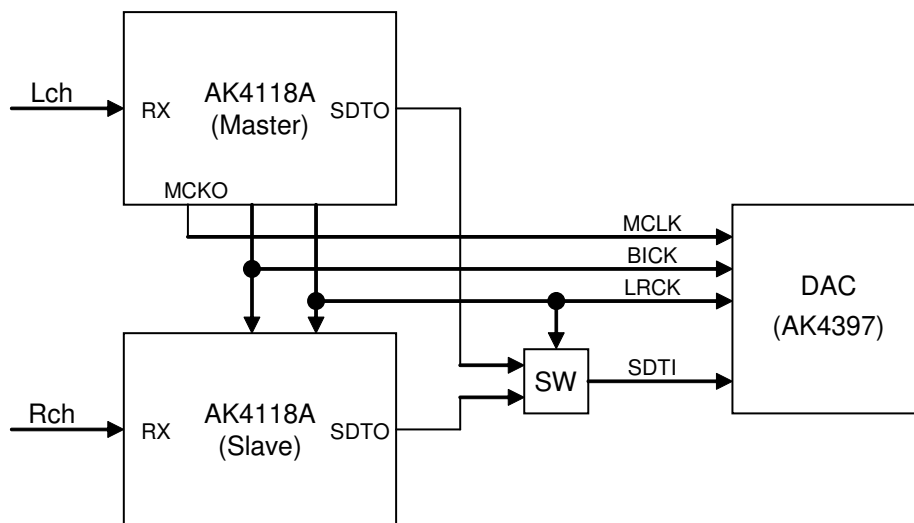 Lch
RX
AK4118A
(Master)
SDTO
MCKO
MCLK
BICK
LRCK
DAC
(AK4397)
SW
SDTI
Rch
RX
AK4118A
(Slave)
SDTO